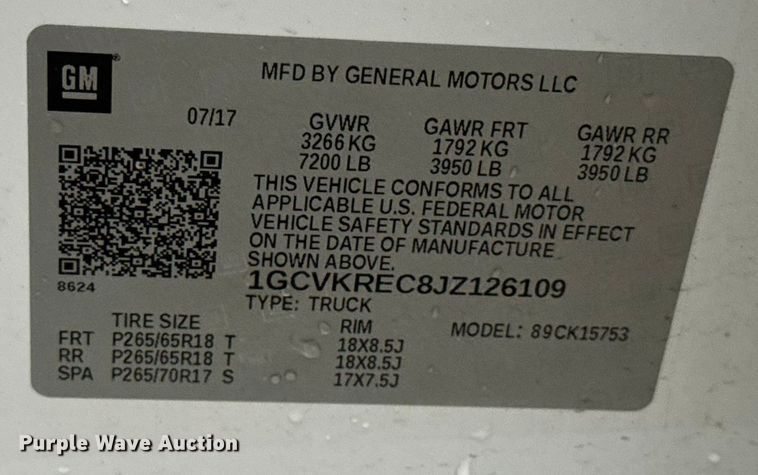 GM
MFD BY GENERAL MOTORS LLC
07/17 GVWR GAWR FRT GAWR RR
3266 KG 1792 KG 1792 KG
7200 LB 3950 LB 3950 LB
THIS VEHICLE CONFORMS TO ALL
APPLICABLE U.S. FEDERAL MOTOR
VEHICLE SAFETY STANDARDS IN EFFECT
ON THE DATE OF MANUFACTURE
SHOWN ABOVE.
8624
1GCVKREC8JZ126109
TYPE: TRUCK
TIRE SIZE RIM MODEL: 89CK15753
FRT P265/65R18 T 18X8.5J
RR P265/65R18 T 18X8.5J
SPA P265/70R17 S 17X7.5J
Purple Wave Auction